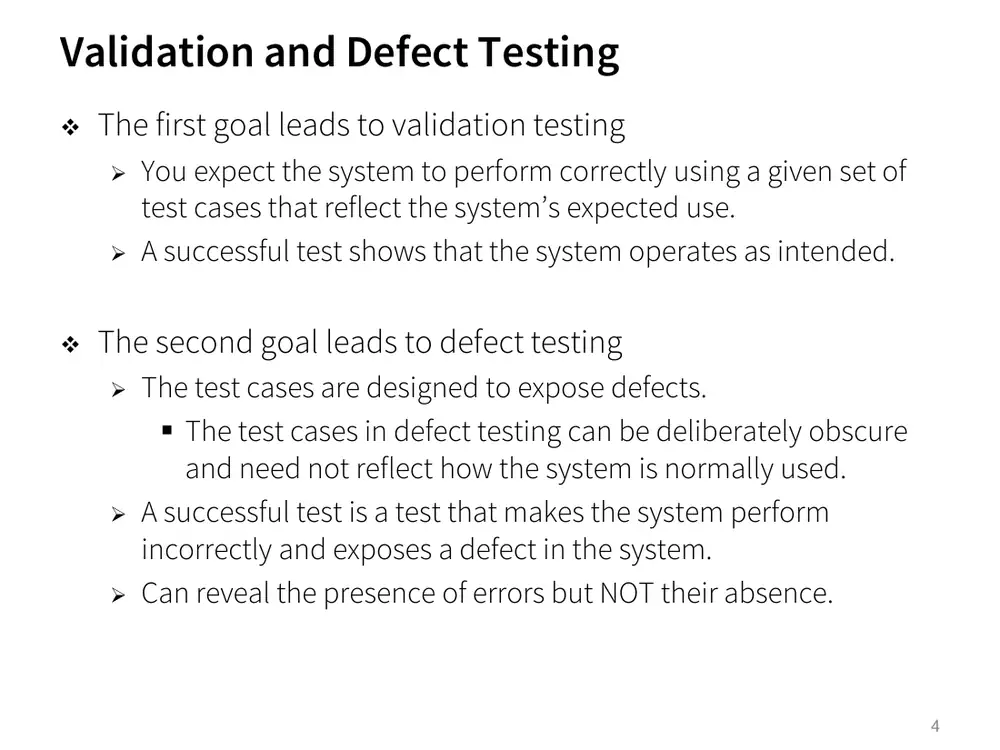 Validation and Defect Testing
❖ The first goal leads to validation testing
➢ You expect the system to perform correctly using a given set of
test cases that reflect the system’s expected use.
➢ A successful test shows that the system operates as intended.
❖ The second goal leads to defect testing
➢ The test cases are designed to expose defects.
▪ The test cases in defect testing can be deliberately obscure
and need not reflect how the system is normally used.
➢ A successful test is a test that makes the system perform
incorrectly and exposes a defect in the system.
➢ Can reveal the presence of errors but NOT their absence.
4